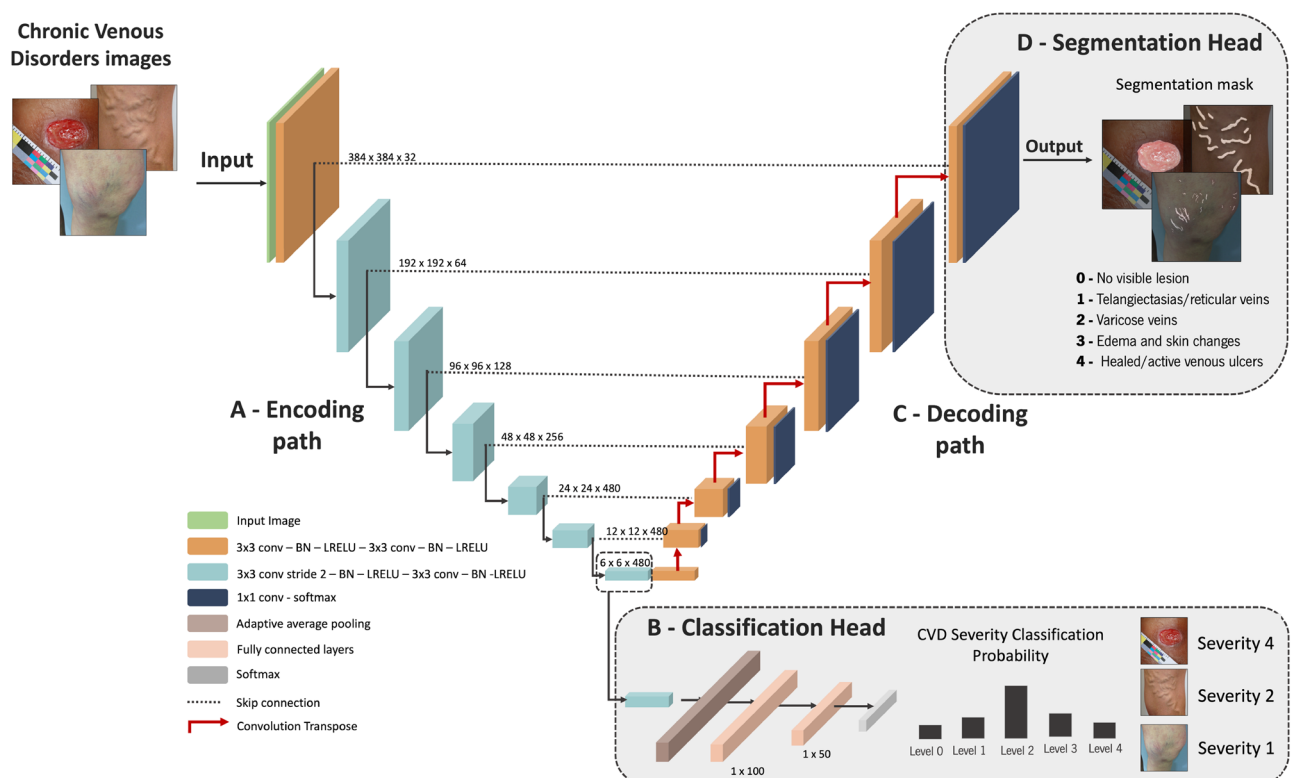 Chronic Venous
Disorders images
Input
384 x 384 x 32
192 x 192 x 64
96 x 96 x 128
48 x 48 x 256
24 x 24 x 480
12 x 12 x 480
6 x 6 x 480
A - Encoding
path
C - Decoding
path
D - Segmentation Head
Segmentation mask
Output
0 - No visible lesion
1 - Telangiectasias/reticular veins
2 - Varicose veins
3 - Edema and skin changes
4 - Healed/active venous ulcers
Input Image
3x3 conv – BN – LRELU – 3x3 conv – BN – LRELU
3x3 conv stride 2 – BN – LRELU – 3x3 conv – BN -LRELU
1x1 conv - softmax
Adaptive average pooling
Fully connected layers
Softmax
Skip connection
Convolution Transpose
B - Classification Head
1 x 100
1 x 50
CVD Severity Classification
Probability
Level 0 Level 1 Level 2 Level 3 Level 4
Severity 4
Severity 2
Severity 1